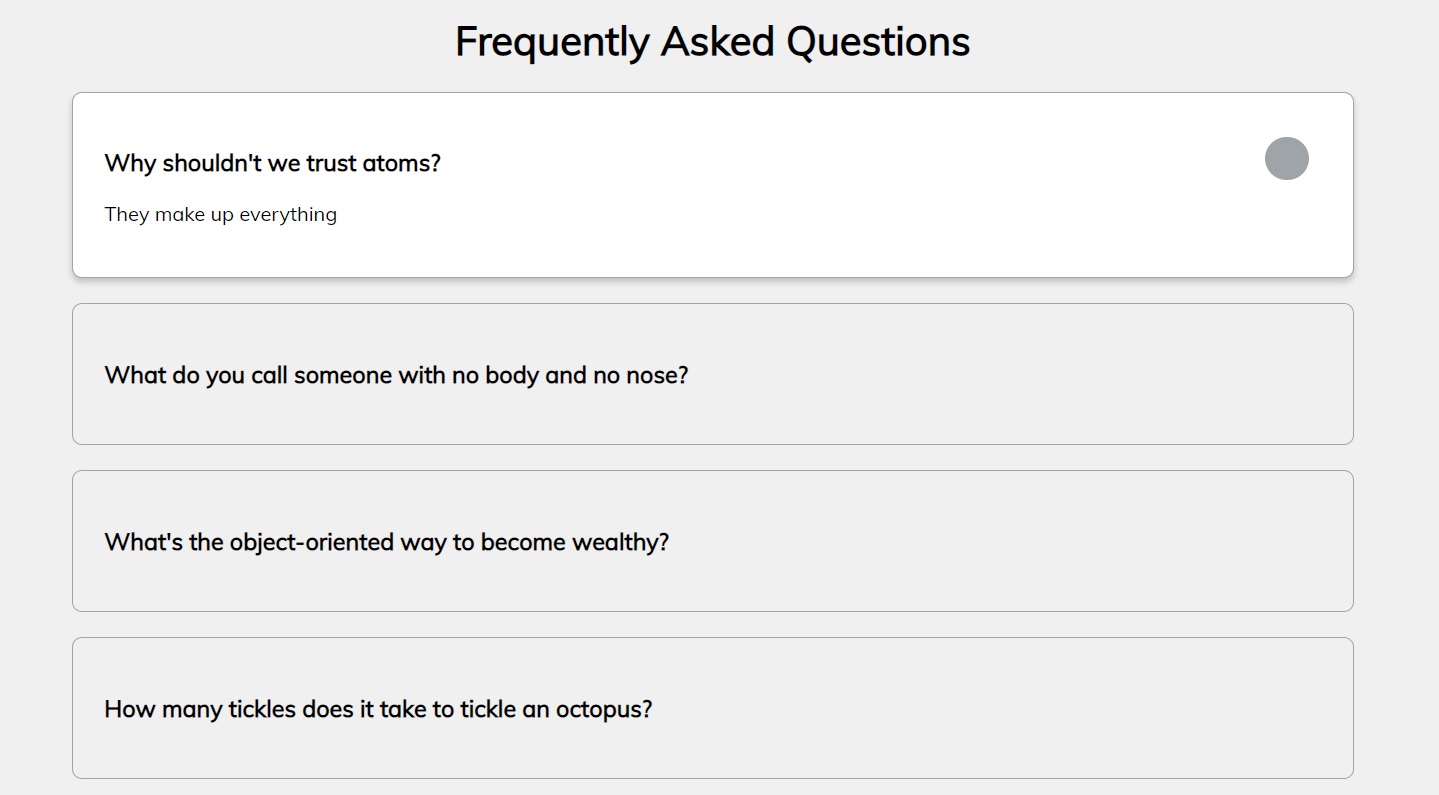 Frequently Asked Questions
Why shouldn't we trust atoms?
They make up everything
What do you call someone with no body and no nose?
What's the object-oriented way to become wealthy?
How many tickles does it take to tickle an octopus?